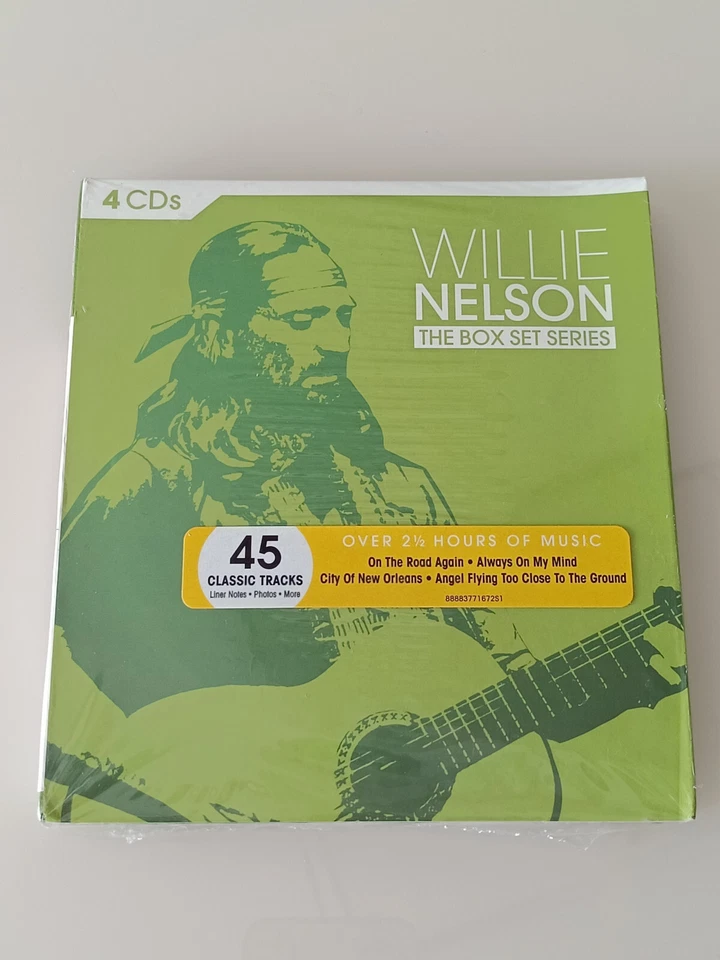 4 CDs
WILLIE
NELSON
THE BOX SET SERIES
45
CLASSIC TRACKS
Liner Notes • Photos • More
OVER 2½ HOURS OF MUSIC
On The Road Again • Always On My Mind
City Of New Orleans • Angel Flying Too Close To The Ground
88883771672S1